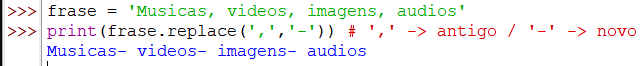 >>> frase = 'Musicas, videos, imagens, audios'
>>> print(frase.replace(',','-')) # ',' -> antigo / '-' -> novo
Musicas- videos- imagens- audios